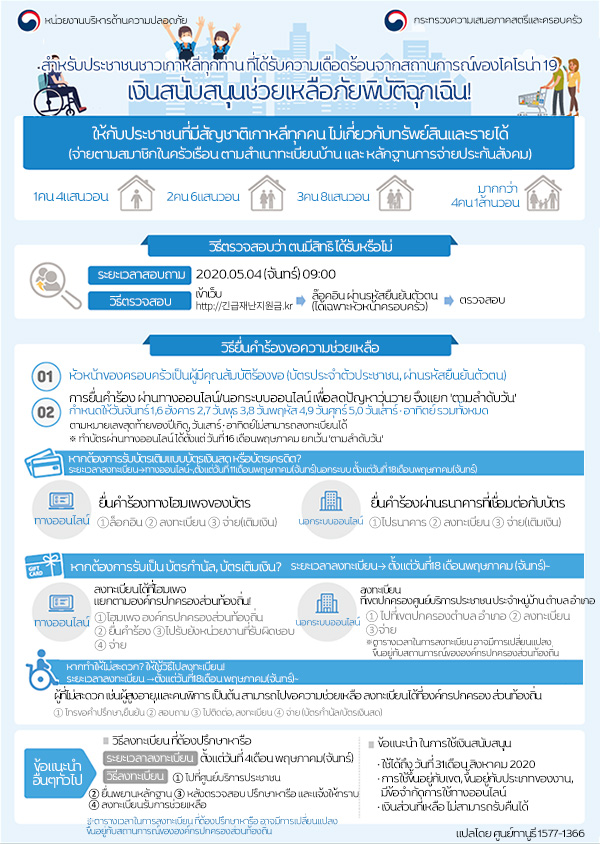 หน่วยงานบริหารด้านความปลอดภัย
กระทรวงความเสมอภาคสตรีและครอบครัว
สำหรับประชาชนชาวเกาหลีทุกท่าน ที่ได้รับความเดือดร้อนจากสถานการณ์ของโคโรน่า 19
เงินสนับสนุนช่วยเหลือภัยพิบัติฉุกเฉิน!
ให้กับประชาชนที่มีสัญชาติเกาหลีทุกคน ไม่เกี่ยวกับทรัพย์สินและรายได้
(จ่ายตามสมาชิกในครัวเรือน ตามสำเนาทะเบียนบ้าน และ หลักฐานการจ่ายประกันสังคม)
1คน 4แสนวอน
2คน 6แสนวอน
3คน 8แสนวอน
มากกว่า
4คน 1ล้านวอน
วิธีตรวจสอบว่า ตนมีสิทธิ ได้รับหรือไม่
ระยะเวลาสอบถาม 2020.05.04 (จันทร์) 09:00
วิธีตรวจสอบ
เข้าเว็บ
http://긴급재난지원금.kr
ล๊อคอิน ผ่านรหัสยืนยันตัวตน
(ได้เฉพาะหัวหน้าครอบครัว)
ตรวจสอบ
วิธียื่นคำร้องขอความช่วยเหลือ
01 หัวหน้าของครอบครัวเป็นผู้มีคุณสมบัติร้องขอ (บัตรประจำตัวประชาชน, ผ่านรหัสยืนยันตัวตน)
02 การยื่นคำร้อง ผ่านทางออนไลน์/นอกระบบออนไลน์ เพื่อลดปัญหาวุ่นวาย จึงแยก 'ตามลำดับวัน'
กำหนดให้วันจันทร์ 1,6 อังคาร 2,7 วันพุธ 3,8 วันพฤหัส 4,9 วันศุกร์ 5,0 วันเสาร์ · อาทิตย์ รวมทั้งหมด
ตามหมายเลขสุดท้ายของปีเกิด, วันเสาร์ · อาทิตย์ไม่สามารถลงทะเบียนได้
※ ทำบัตรผ่านทางออนไลน์ ได้ตั้งแต่ วันที่ 16 เดือนพฤษภาคม ยกเว้น 'ตามลำดับวัน'
หากต้องการรับบัตรเติมแบบบัตรเงินสด หรือบัตรเครดิต?
ระยะเวลาลงทะเบียน→ทางออนไลน์-,ตั้งแต่วันที่ 11เดือนพฤษภาคม(จันทร์)นอกระบบ ตั้งแต่วันที่ 18เดือนพฤษภาคม(จันทร์)
ทางออนไลน์
ยื่นคำร้องทางโฮมเพจของบัตร
①ล็อกอิน ② ลงทะเบียน ③ จ่าย(เติมเงิน)
นอกระบบออนไลน์
ยื่นคำร้องผ่านธนาคารที่เชื่อมต่อกับบัตร
①ไปธนาคาร ② ลงทะเบียน ③ จ่าย(เติมเงิน)
GIFT CARD
หากต้องการรับเป็น บัตรกำนัล, บัตรเติมเงิน? ระยะเวลาลงทะเบียน→ ตั้งแต่วันที่18 เดือนพฤษภาคม (จันทร์)~
ทางออนไลน์
ลงทะเบียนได้ที่โฮมเพจ
แยกตามองค์กรปกครองส่วนท้องถิ่น!
①โฮมเพจ องค์กรปกครองส่วนท้องถิ่น
② ยื่นคำร้อง ③ ไปรับยังหน่วยงานที่รับผิดชอบ
④ จ่าย
นอกระบบออนไลน์
ลงทะเบียน
ที่เขตปกครองศูนย์บริการประชาชน ประจำหมู่บ้าน ตำบล อำเภอ
① ไปที่เขตปกครองตำบล อำเภอ ② ลงทะเบียน
③จ่าย
※ตารางเวลาในการลงทะเบียน อาจมีการเปลี่ยนแปลง
ขึ้นอยู่กับสถานการณ์ขององค์กรปกครองส่วนท้องถิ่น
หากทำให้ไม่สะดวก? ให้ใช้วิธีไปลงทะเบียน!
ระยะเวลาลงทะเบียน →ตั้งแต่วันที่18เดือนพฤษภาคม(จันทร์)~
ผู้ที่ไม่สะดวก เช่นผู้สูงอายุ,และคนพิการ เป็นต้น สามารถไปขอความช่วยเหลือ ลงทะเบียนได้ที่องค์กรปกครอง ส่วนท้องถิ่น
① โทรขอคำปรึกษา,ยืนยัน ② สอบถาม ③ ไปติดต่อ, ลงทะเบียน ④ จ่าย (บัตรกำนัล/บัตรเงินสด)
ข้อแนะนำ
อื่นๆทั่วไป
วิธีลงทะเบียน ที่ต้องปรึกษาหารือ
ระยะเวลาลงทะเบียน ตั้งแต่วันที่ 4เดือน พฤษภาคม(จันทร์)
วิธีลงทะเบียน ① ไปที่ศูนย์บริการประชาชน
② ยื่นพยานหลักฐาน ③ หลังตรวจสอบ ปรึกษาหารือ และแจ้งให้ทราบ
④ ลงทะเบียนรับการช่วยเหลือ
※ตารางเวลาในการลงทะเบียน ที่ต้องปรึกษาหารือ อาจมีการเปลี่ยนแปลง
ขึ้นอยู่กับสถานการณ์ขององค์กรปกครองส่วนท้องถิ่น
ข้อแนะนำ ในการใช้เงินสนับสนุน
· ใช้ได้ถึง วันที่ 31เดือน สิงหาคม 2020
· การใช้ขึ้นอยู่กับเขต, ขึ้นอยู่กับประเภทของงาน,
มีข้อจำกัดการใช้ทางออนไลน์
· เงินส่วนที่เหลือ ไม่สามารถรับคืนได้
แปลโดย ศูนย์ทานูรี 1577-1366